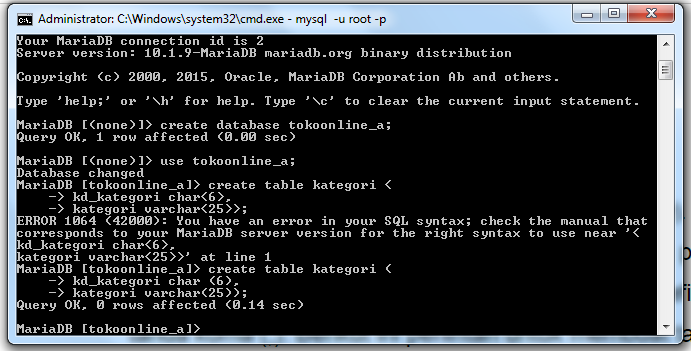 Administrator: C:\Windows\system32\cmd.exe - mysql -u root -p
Your MariaDB connection id is 2
Server version: 10.1.9-MariaDB mariadb.org binary distribution
Copyright (c) 2000, 2015, Oracle, MariaDB Corporation Ab and others.
Type 'help;' or '\h' for help. Type '\c' to clear the current input statement.
MariaDB [(none)]> create database tokoonline_a;
Query OK, 1 row affected (0.00 sec)
MariaDB [(none)]> use tokoonline_a;
Database changed
MariaDB [tokoonline_a]> create table kategori <
-> kd_kategori char(6),
-> kategori varchar(25)>;
ERROR 1064 (42000): You have an error in your SQL syntax; check the manual that
corresponds to your MariaDB server version for the right syntax to use near '<
kd_kategori char(6),
kategori varchar(25)>' at line 1
MariaDB [tokoonline_a]> create table kategori (
-> kd_kategori char (6),
-> kategori varchar(25));
Query OK, 0 rows affected (0.14 sec)
MariaDB [tokoonline_a]>